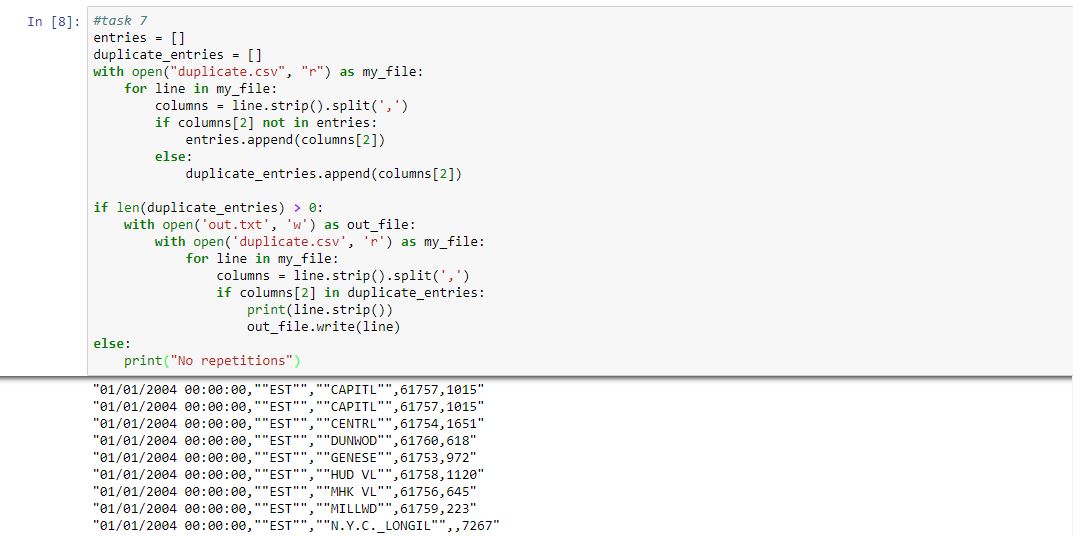 In [8]: #task 7
entries = []
duplicate_entries = []
with open("duplicate.csv", "r") as my_file:
    for line in my_file:
        columns = line.strip().split(',')
        if columns[2] not in entries:
            entries.append(columns[2])
        else:
            duplicate_entries.append(columns[2])

if len(duplicate_entries) > 0:
    with open('out.txt', 'w') as out_file:
        with open('duplicate.csv', 'r') as my_file:
            for line in my_file:
                columns = line.strip().split(',')
                if columns[2] in duplicate_entries:
                    print(line.strip())
                    out_file.write(line)
else:
    print("No repetitions")
"01/01/2004 00:00:00,""EST"",""CAPITL"",61757,1015"
"01/01/2004 00:00:00,""EST"",""CAPITL"",61757,1015"
"01/01/2004 00:00:00,""EST"",""CENTRL"",61754,1651"
"01/01/2004 00:00:00,""EST"",""DUNWOD"",61760,618"
"01/01/2004 00:00:00,""EST"",""GENESE"",61753,972"
"01/01/2004 00:00:00,""EST"",""HUD VL"",61758,1120"
"01/01/2004 00:00:00,""EST"",""MHK VL"",61756,645"
"01/01/2004 00:00:00,""EST"",""MILLWD"",61759,223"
"01/01/2004 00:00:00,""EST"",""N.Y.C._LONGIL"",,7267"